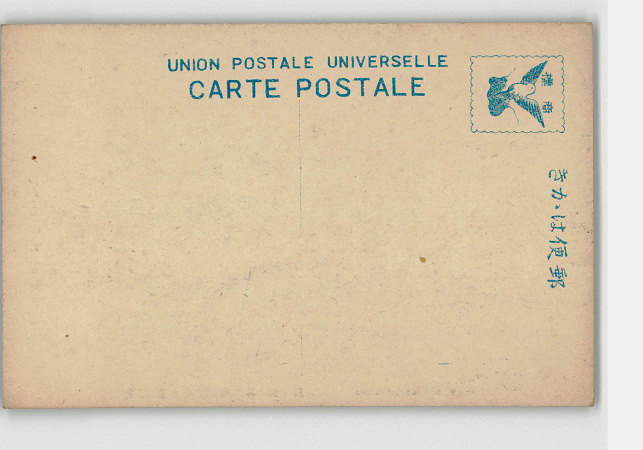 UNION POSTALE UNIVERSELLE
CARTE POSTALE
郵便はがき